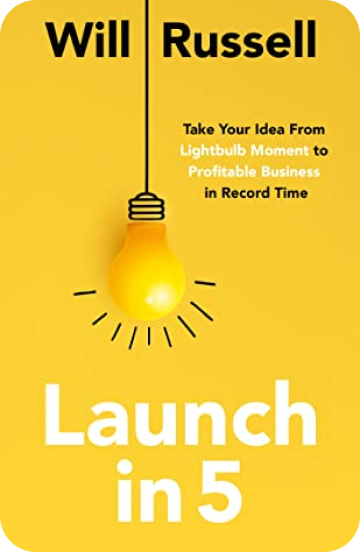 Will Russell
Take Your Idea From
Lightbulb Moment to
Profitable Business
in Record Time
Launch
in 5